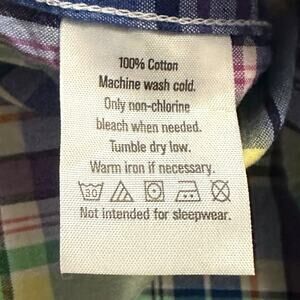 100% Cotton
Machine wash cold.
Only non-chlorine
bleach when needed.
Tumble dry low.
Warm iron if necessary.
30
Not intended for sleepwear.